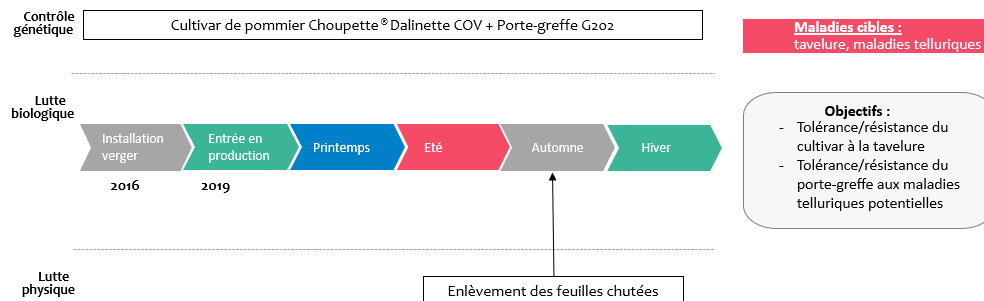 Contrôle
génétique
Cultivar de pommier Choupette ® Dalinette COV + Porte-greffe G202
Maladies cibles :
tavelure, maladies telluriques
Lutte
biologique
Installation
verger
Entrée en
production
Printemps
Eté
Automne
Hiver
2016
2019
Objectifs :
- Tolérance/résistance du
cultivar à la tavelure
- Tolérance/résistance du
porte-greffe aux maladies
telluriques potentielles
Lutte
physique
Enlèvement des feuilles chutées